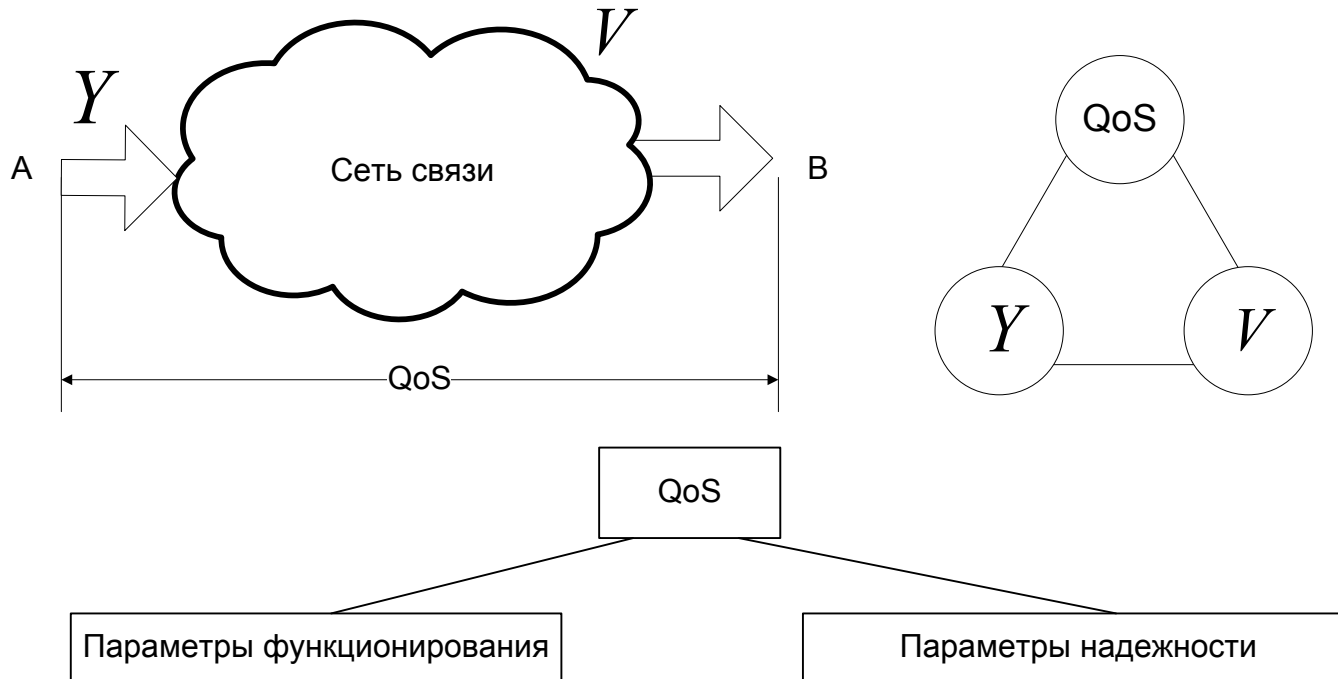 Y
V
A
Сеть связи
B
QoS
QoS
Y
V
QoS
Параметры функционирования
Параметры надежности